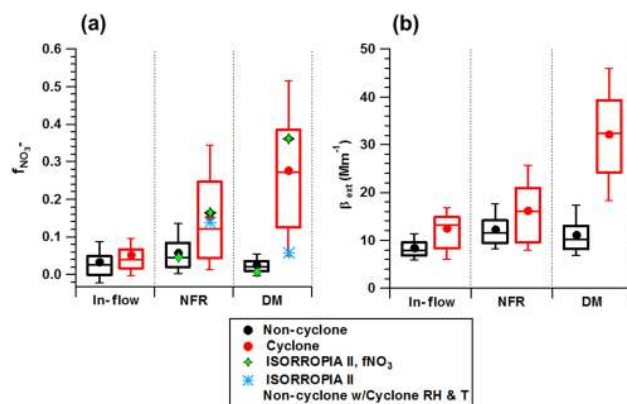 (a)
(b)
f NO3-
0.6
0.5
0.4
0.3
0.2
0.1
0.0
In-flow NFR DM
β ext (Mm-1)
50
40
30
20
10
0
In-flow NFR DM
Non-cyclone
Cyclone
ISORROPIA II, fNO3
ISORROPIA II
Non-cyclone w/Cyclone RH & T